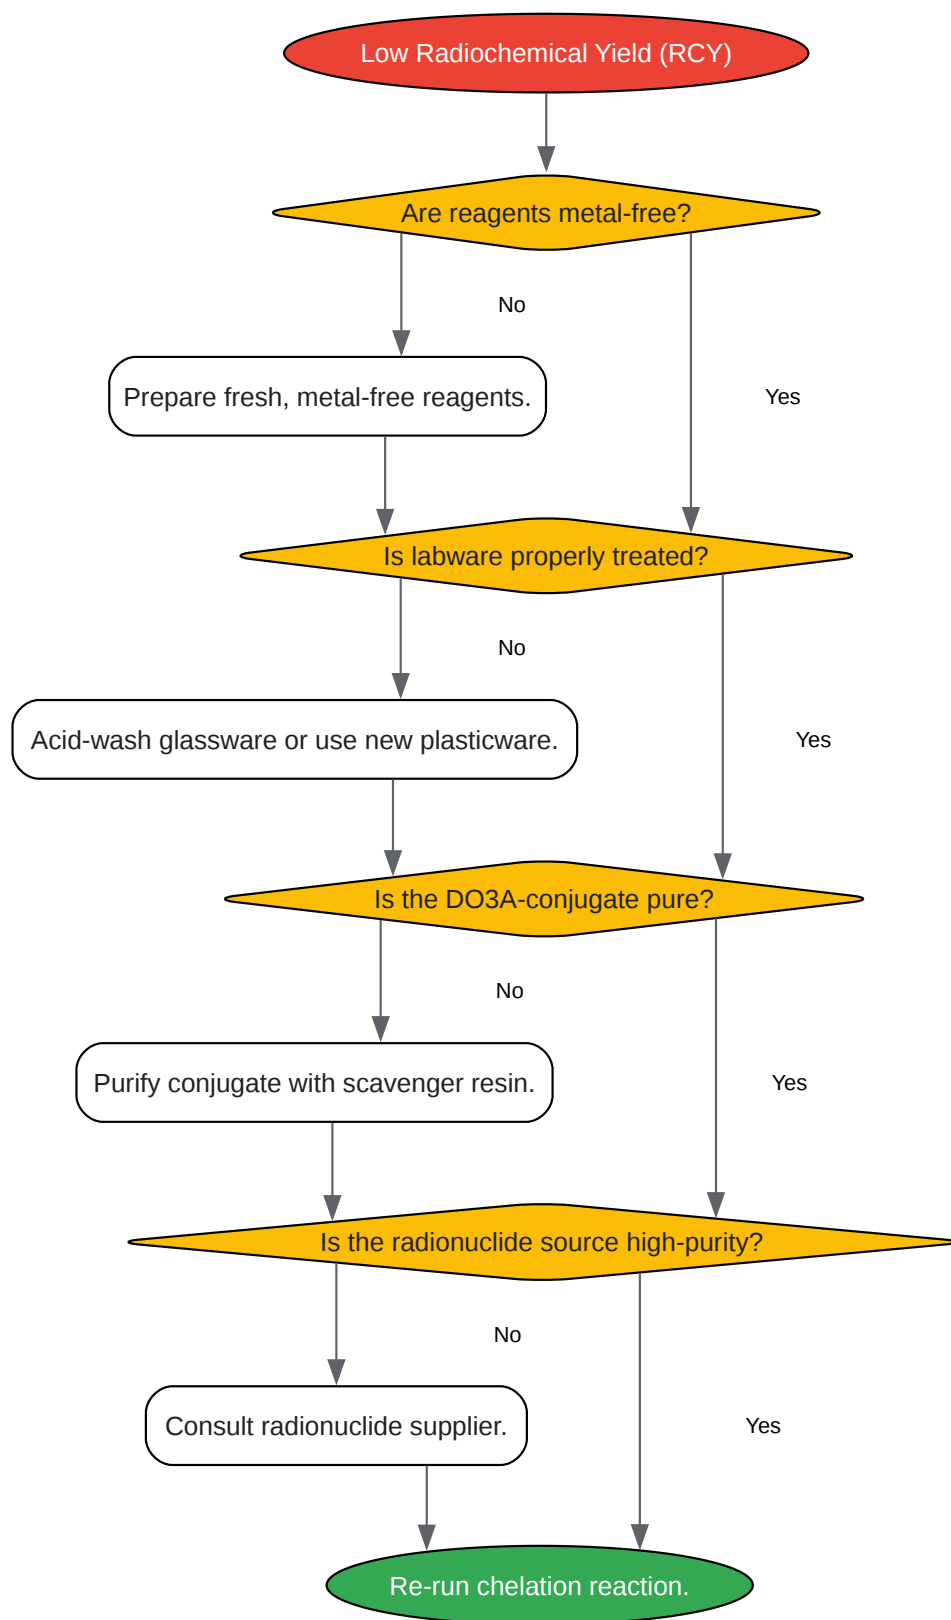 Low Radiochemical Yield (RCY)
Are reagents metal-free?
No
Prepare fresh, metal-free reagents.
Yes
Is labware properly treated?
No
Acid-wash glassware or use new plasticware.
Yes
Is the DO3A-conjugate pure?
No
Purify conjugate with scavenger resin.
Yes
Is the radionuclide source high-purity?
No
Consult radionuclide supplier.
Yes
Re-run chelation reaction.